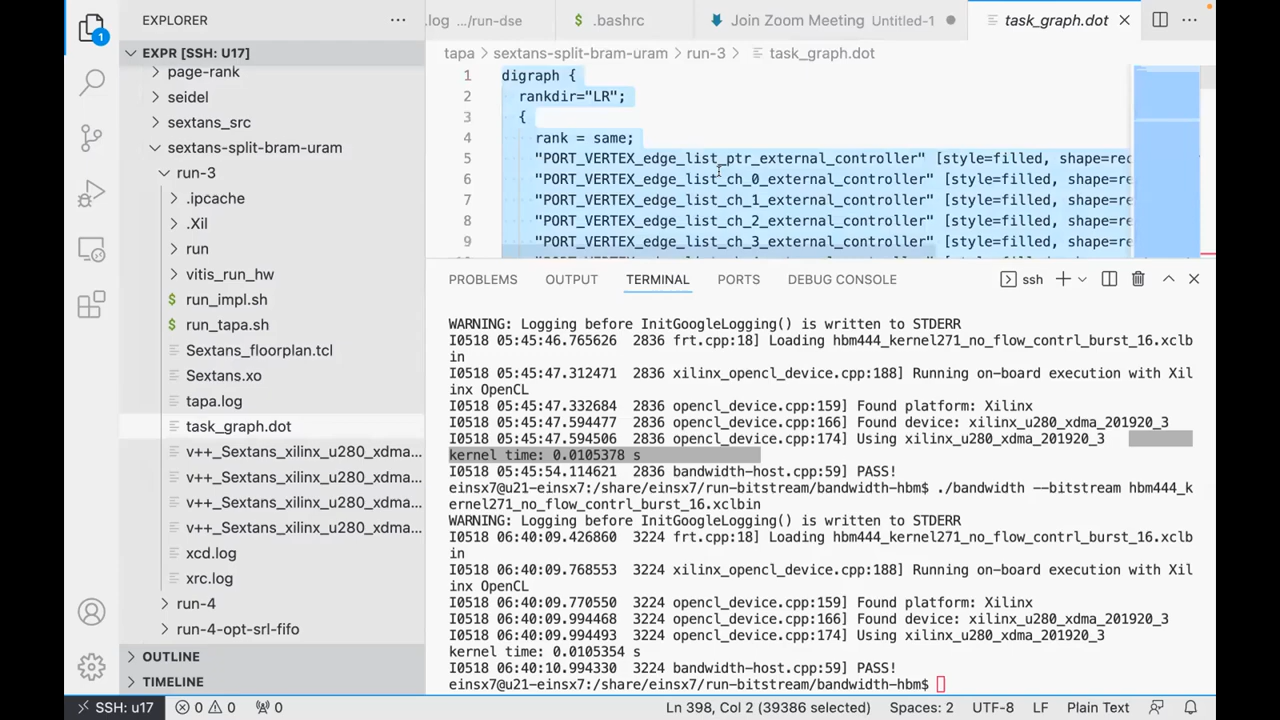 EXPLORER
EXPR [SSH: U17]
page-rank
seidel
sextans_src
sextans-split-bram-uram
run-3
.ipcache
.Xil
run
vitis_run_hw
run_impl.sh
run_tapa.sh
Sextans_floorplan.tcl
Sextans.xo
tapa.log
task_graph.dot
v++_Sextans_xilinx_u280_xdma...
v++_Sextans_xilinx_u280_xdma...
v++_Sextans_xilinx_u280_xdma...
v++_Sextans_xilinx_u280_xdma...
xcd.log
xrc.log
run-4
run-4-opt-srl-fifo
OUTLINE
TIMELINE
.log .../run-dse
$ .bashrc
Join Zoom Meeting Untitled-1
task_graph.dot
tapa > sextans-split-bram-uram > run-3 > task_graph.dot
1 digraph {
2 rankdir="LR";
3 {
4 rank = same;
5 "PORT_VERTEX_edge_list_ptr_external_controller" [style=filled, shape=rec
6 "PORT_VERTEX_edge_list_ch_0_external_controller" [style=filled, shape=re
7 "PORT_VERTEX_edge_list_ch_1_external_controller" [style=filled, shape=re
8 "PORT_VERTEX_edge_list_ch_2_external_controller" [style=filled, shape=re
9 "PORT_VERTEX_edge_list_ch_3_external_controller" [style=filled, shape=re
PROBLEMS OUTPUT TERMINAL PORTS DEBUG CONSOLE
ssh
WARNING: Logging before InitGoogleLogging() is written to STDERR
I0518 05:45:46.765626 2836 frt.cpp:18] Loading hbm444_kernel271_no_flow_contrl_burst_16.xclb
in
I0518 05:45:47.312471 2836 xilinx_opencl_device.cpp:188] Running on-board execution with Xil
inx OpenCL
I0518 05:45:47.332684 2836 opencl_device.cpp:159] Found platform: Xilinx
I0518 05:45:47.594477 2836 opencl_device.cpp:166] Found device: xilinx_u280_xdma_201920_3
I0518 05:45:47.594506 2836 opencl_device.cpp:174] Using xilinx_u280_xdma_201920_3
kernel time: 0.0105378 s
I0518 05:45:54.114621 2836 bandwidth-host.cpp:59] PASS!
einsx7@u21-einsx7:/share/einsx7/run-bitstream/bandwidth-hbm$ ./bandwidth --bitstream hbm444_k
ernel271_no_flow_contrl_burst_16.xclbin
WARNING: Logging before InitGoogleLogging() is written to STDERR
I0518 06:40:09.426860 3224 frt.cpp:18] Loading hbm444_kernel271_no_flow_contrl_burst_16.xclb
in
I0518 06:40:09.768553 3224 xilinx_opencl_device.cpp:188] Running on-board execution with Xil
inx OpenCL
I0518 06:40:09.770550 3224 opencl_device.cpp:159] Found platform: Xilinx
I0518 06:40:09.994468 3224 opencl_device.cpp:166] Found device: xilinx_u280_xdma_201920_3
I0518 06:40:09.994493 3224 opencl_device.cpp:174] Using xilinx_u280_xdma_201920_3
kernel time: 0.0105354 s
I0518 06:40:10.994330 3224 bandwidth-host.cpp:59] PASS!
einsx7@u21-einsx7:/share/einsx7/run-bitstream/bandwidth-hbm$
1
SSH: u17 0 0 0 Ln 398, Col 2 (39386 selected) Spaces: 2 UTF-8 LF Plain Text